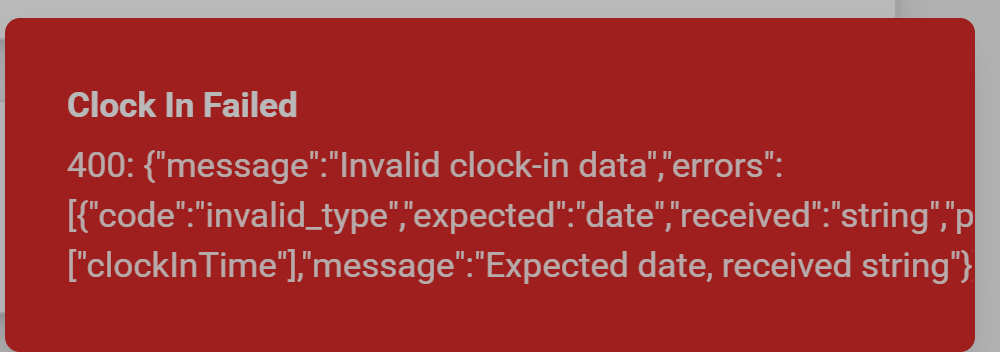 Clock In Failed
400: {"message":"Invalid clock-in data","errors":
[{"code":"invalid_type","expected":"date","received":"string","p
["clockInTime"],"message":"Expected date, received string"}